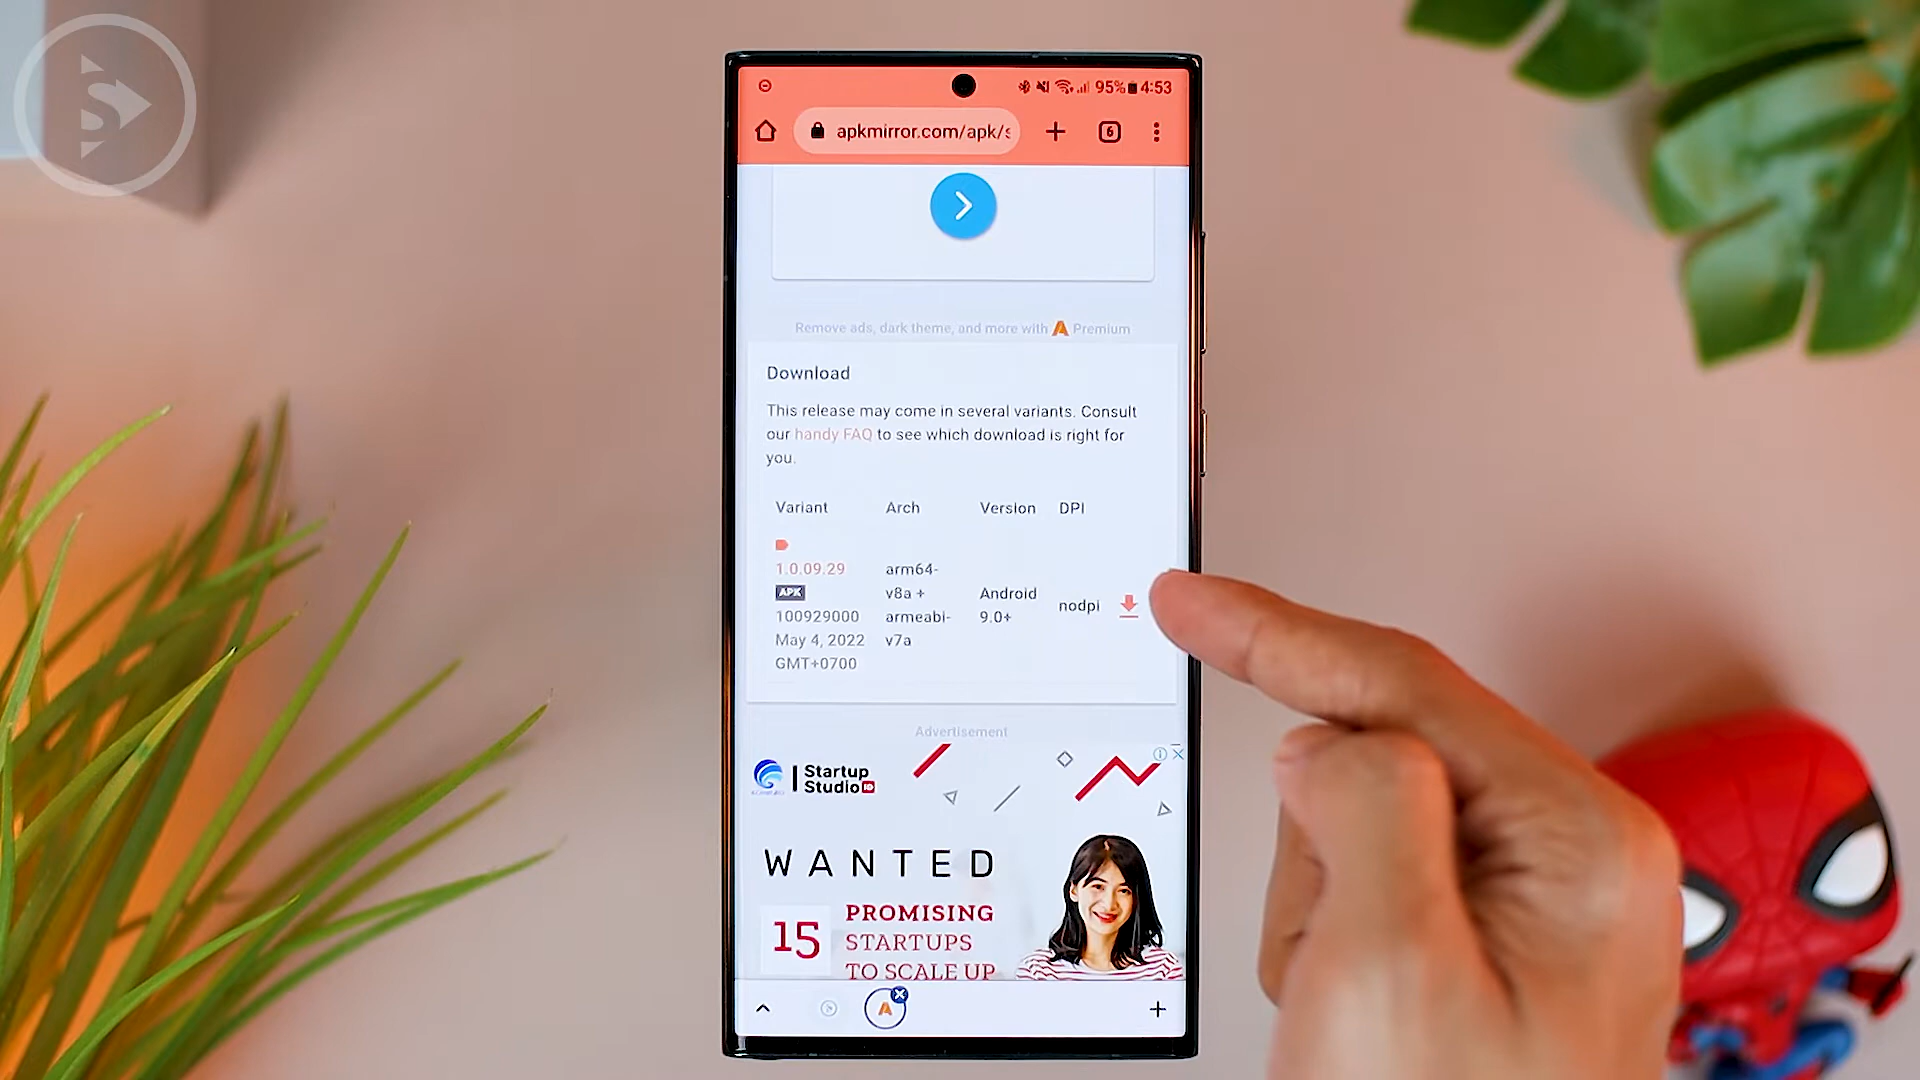 S
95% 4:53
apkmirror.com/apk/s
6
Remove ads, dark theme, and more with Premium
Download
This release may come in several variants. Consult
our handy FAQ to see which download is right for
you.
Variant Arch Version DPI
1.0.09.29
APK
100929000
May 4, 2022
GMT+0700
arm64-
v8a +
armeabi-
v7a
Android
9.0+
nodpi
Advertisement
Startup
Studio ID
WANTED
15
PROMISING
STARTUPS
TO SCALE UP